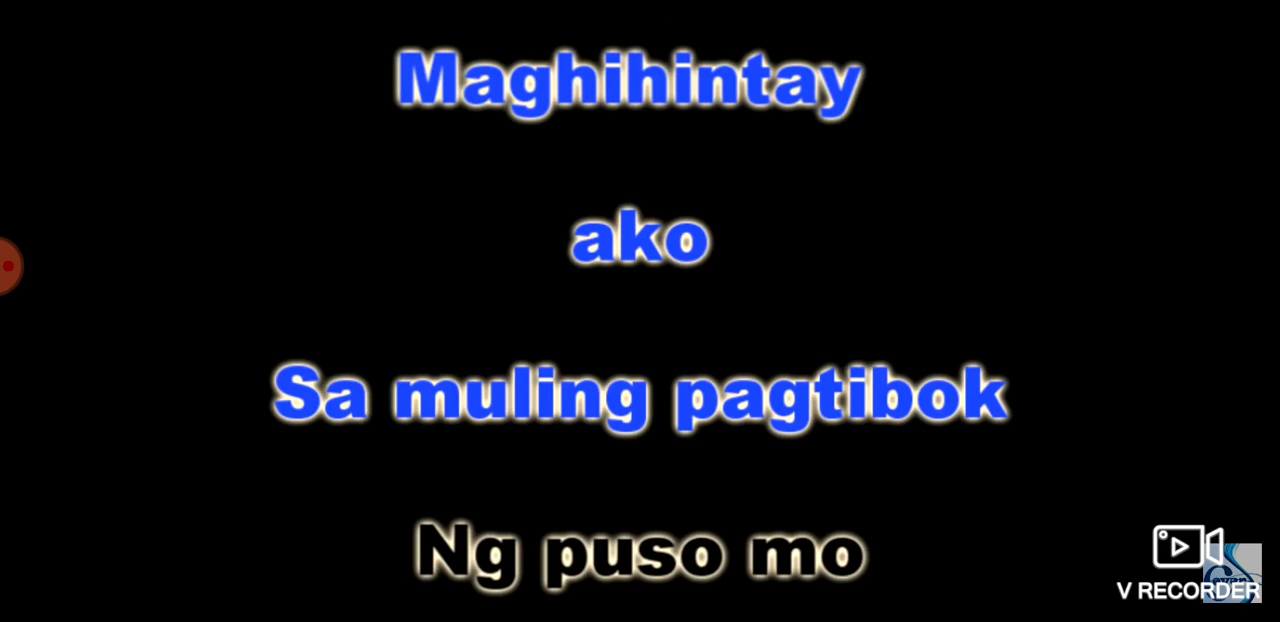 Maghihintay
ako
Sa muling pagtibok
Ng puso mo
V RECORDER